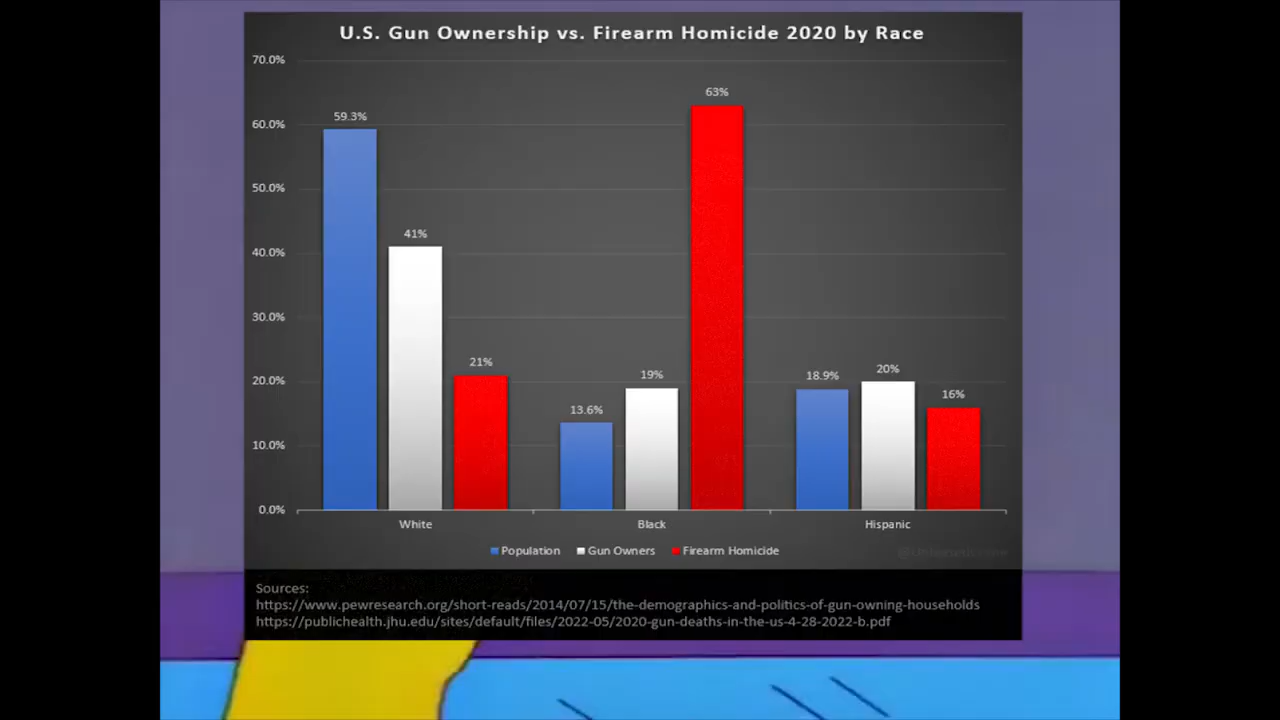 U.S. Gun Ownership vs. Firearm Homicide 2020 by Race
70.0%
60.0%
50.0%
40.0%
30.0%
20.0%
10.0%
0.0%
59.3%
41%
21%
13.6%
19%
63%
18.9%
20%
16%
White Black Hispanic
Population Gun Owners Firearm Homicide
Sources:
https://www.pewresearch.org/short-reads/2014/07/15/the-demographics-and-politics-of-gun-owning-households
https://publichealth.jhu.edu/sites/default/files/2022-05/2020-gun-deaths-in-the-us-4-28-2022-b.pdf